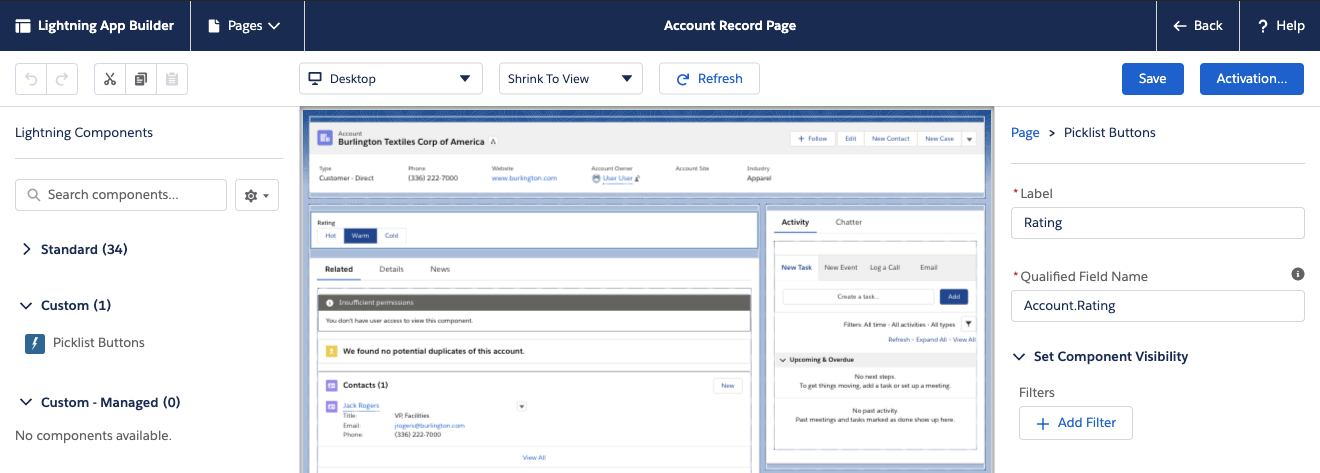 Lightning App Builder
Pages
Account Record Page
Back
? Help
Desktop
Shrink To View
Refresh
Save
Activation...
Lightning Components
Search components...
Standard (34)
Custom (1)
Picklist Buttons
Custom - Managed (0)
No components available.
Account
Burlington Textiles Corp of America
+ Follow
Edit
New Contact
New Case
Type
Customer - Direct
Phone
(336) 222-7000
Website
www.burlington.com
Account Owner
User User
Account Site
Industry
Apparel
Rating
Hot
Warm
Cold
Related
Details
News
Insufficient permissions
You don't have user access to view this component.
We found no potential duplicates of this account.
Contacts (1)
New
Jack Rogers
Title: VP, Facilities
Email: jrogers@burlington.com
Phone: (336) 222-7000
View All
Activity
Chatter
New Task
New Event
Log a Call
Email
Create a task...
Add
Filters: All time · All activities · All types
Refresh · Expand All · View All
Upcoming & Overdue
No next steps.
To get things moving, add a task or set up a meeting.
No past activity.
Past meetings and tasks marked as done show up here.
Page > Picklist Buttons
* Label
Rating
* Qualified Field Name
Account.Rating
Set Component Visibility
Filters
+ Add Filter